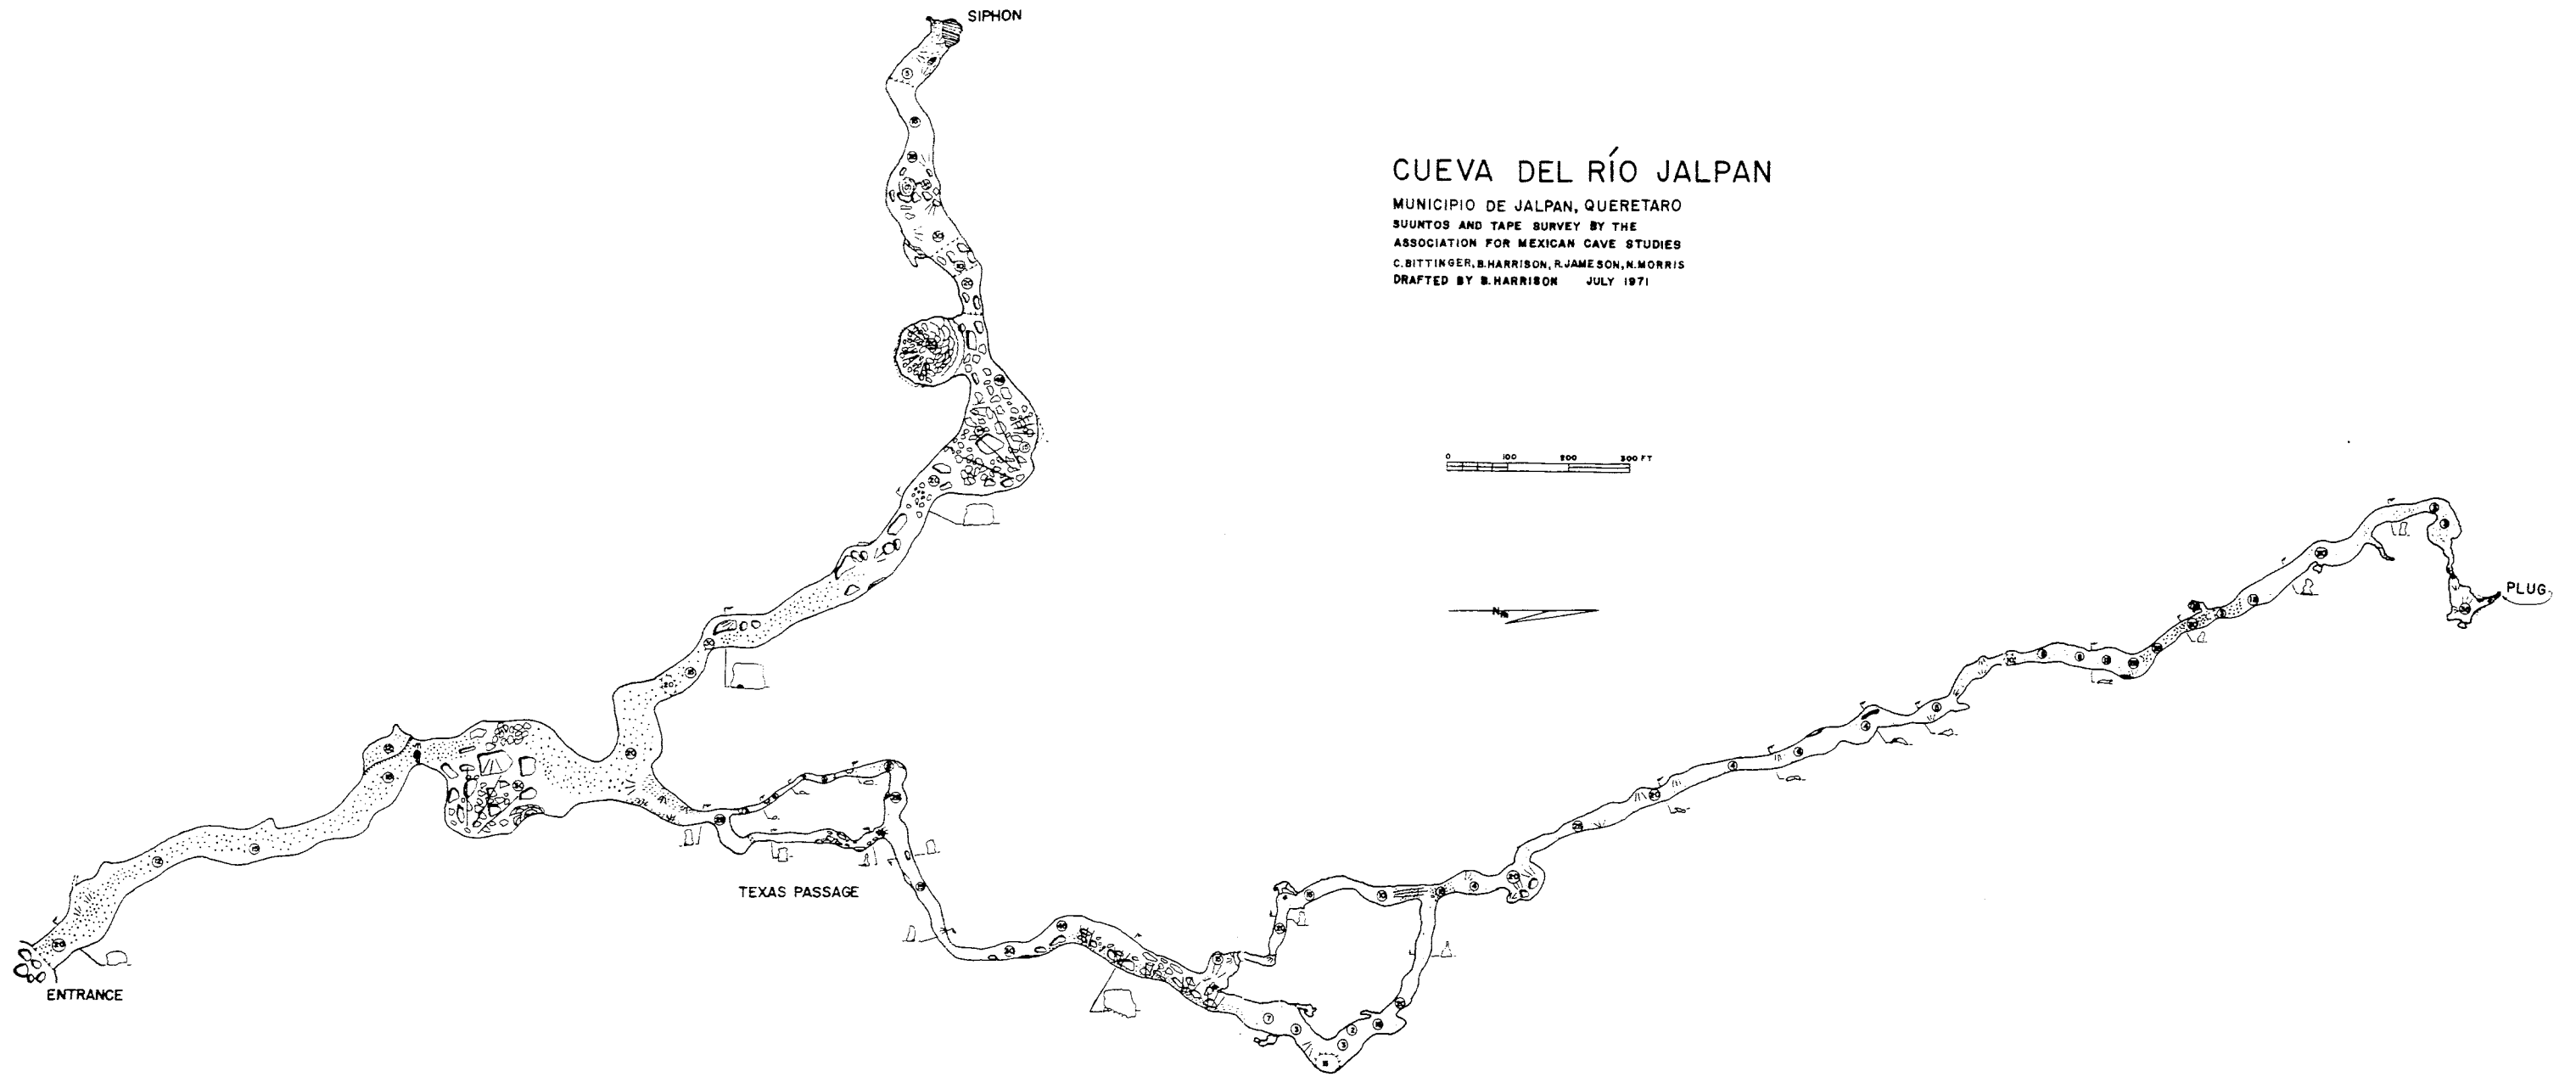 SIPHON
CUEVA DEL RÍO JALPAN
MUNICIPIO DE JALPAN, QUERETARO
SUUNTOS AND TAPE SURVEY BY THE
ASSOCIATION FOR MEXICAN CAVE STUDIES
C. BITTINGER, B. HARRISON, R. JAMESON, N. MORRIS
DRAFTED BY B. HARRISON JULY 1971
0 100 200 300 FT
PLUG
TEXAS PASSAGE
ENTRANCE